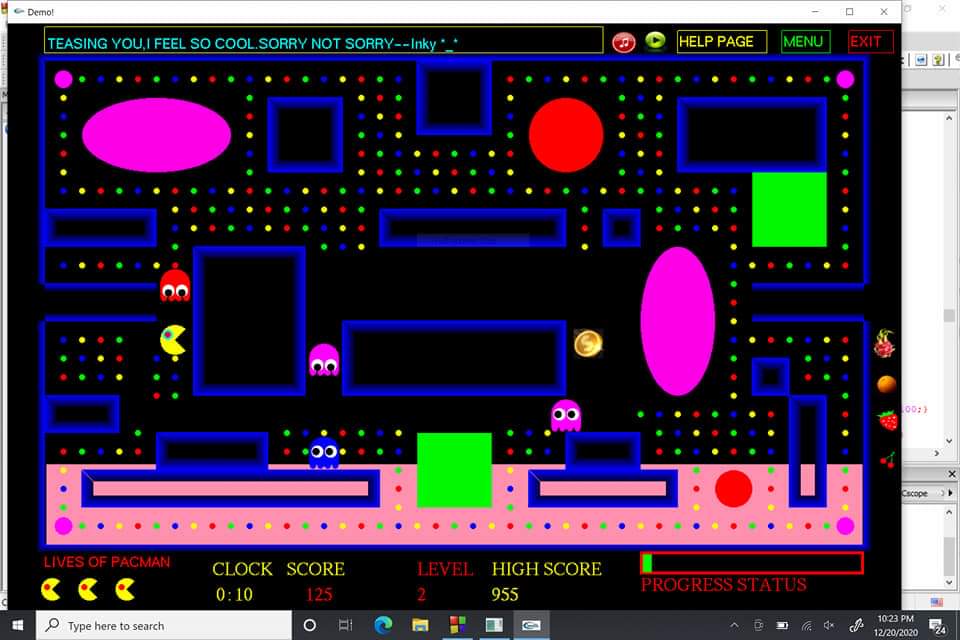 Demo!
TEASING YOU,I FEEL SO COOL.SORRY NOT SORRY--Inky *_*
HELP PAGE
MENU
EXIT
00;)
Cscope
LIVES OF PACMAN
CLOCK SCORE LEVEL HIGH SCORE
0:10 125 2 955
PROGRESS STATUS
Type here to search
10:23 PM
12/20/2020
24